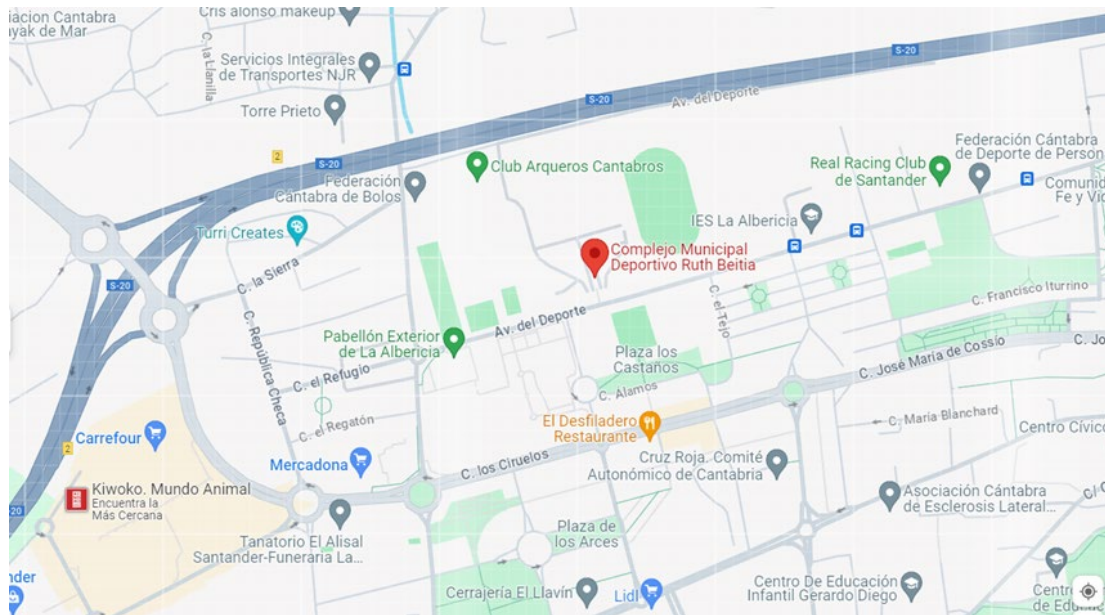 iacion Cantabra
ayak de Mar
Cris alonso makeup
C. la Llanilla
Servicios Integrales
de Transportes NJR
Torre Prieto
S-20
S-20
Av. del Deporte
2
S-20
Club Arqueros Cantabros
Federación
Cántabra de Bolos
Real Racing Club
de Santander
Federación Cántabra
de Deporte de Person
Comunid
Fe y Vid
IES La Albericia
Turri Creates
Complejo Municipal
Deportivo Ruth Beitia
C. la Sierra
S-20
C. República Checa
Av. del Deporte
C. el Tejo
C. Francisco Iturrino
Pabellón Exterior
de La Albericia
Plaza los
Castaños
C. el Refugio
C. José María de Cossío
C. Jo
C. Álamos
C. el Regatón
El Desfiladero
Restaurante
C. María Blanchard
Centro Cívico
Carrefour
2
Mercadona
C. los Ciruelos
Cruz Roja. Comité
Autonómico de Cantabria
Kiwoko. Mundo Animal
Encuentra la
Más Cercana
-20
Asociación Cántabra
de Esclerosis Lateral...
Plaza de
los Arces
Tanatorio El Alisal
Santander-Funeraria La...
nder
Cerrajería El Llavín
Lidl
Centro De Educación
Infantil Gerardo Diego
Centro
de Edu